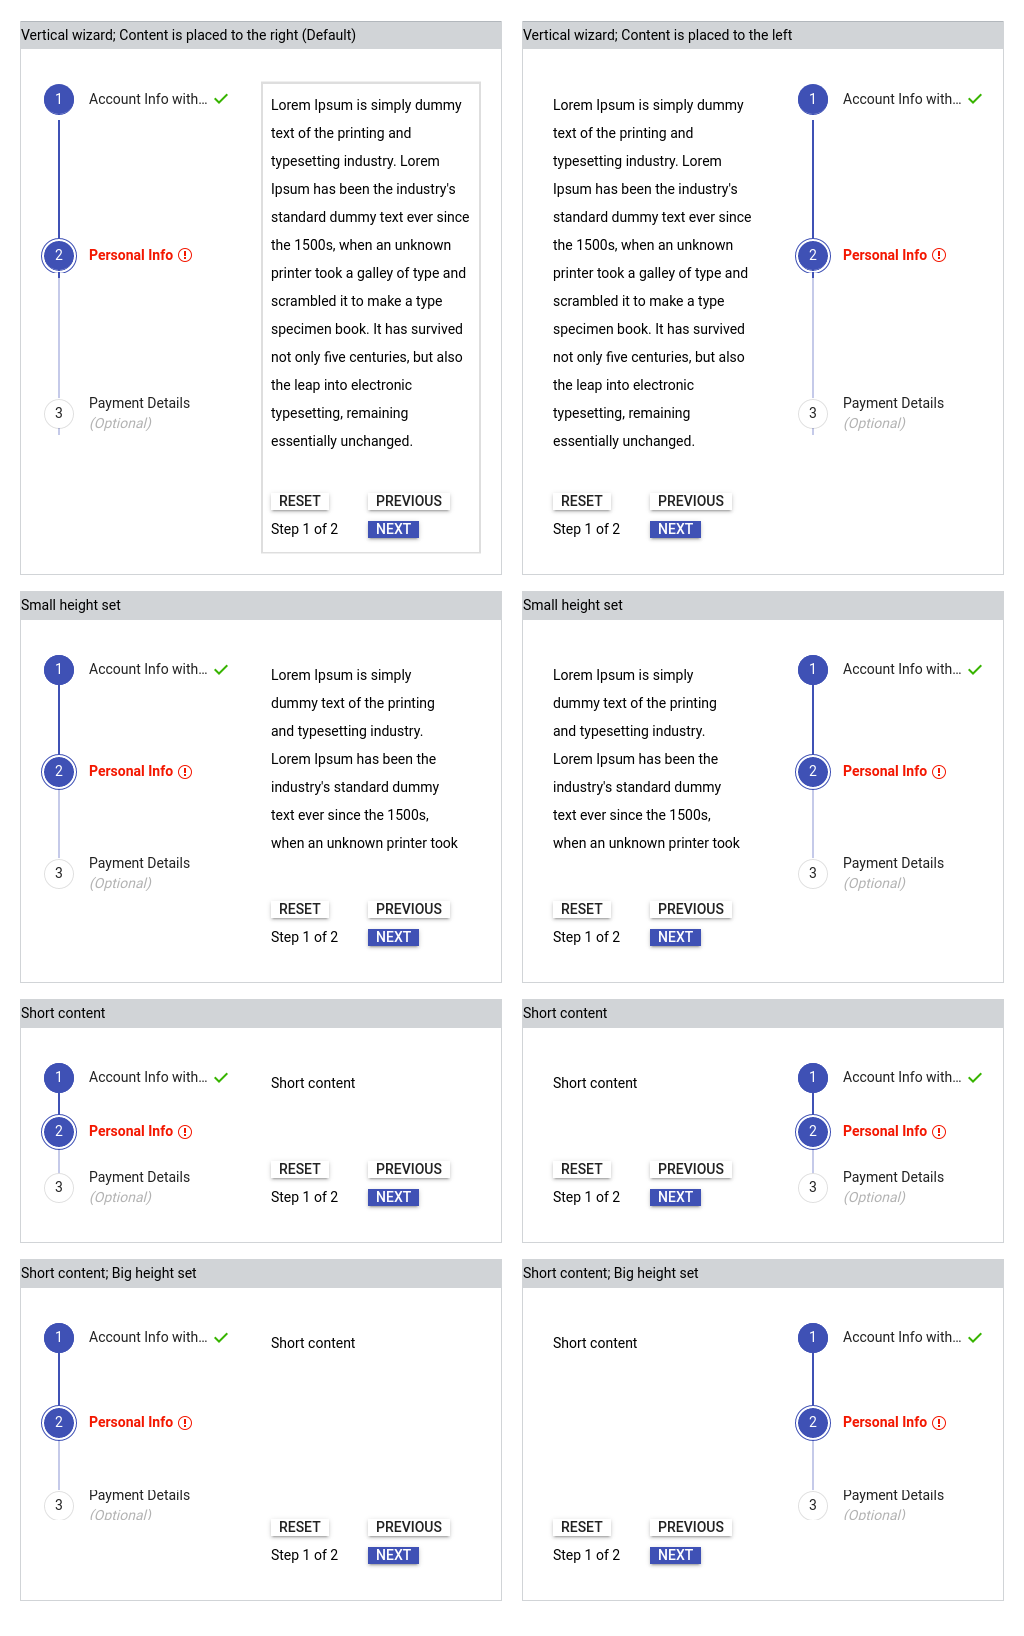 Vertical wizard; Content is placed to the right (Default)
1
Account Info with...
2
Personal Info
3
Payment Details
(Optional)
Lorem Ipsum is simply dummy
text of the printing and
typesetting industry. Lorem
Ipsum has been the industry's
standard dummy text ever since
the 1500s, when an unknown
printer took a galley of type and
scrambled it to make a type
specimen book. It has survived
not only five centuries, but also
the leap into electronic
typesetting, remaining
essentially unchanged.
RESET PREVIOUS
Step 1 of 2 NEXT
Vertical wizard; Content is placed to the left
Lorem Ipsum is simply dummy
text of the printing and
typesetting industry. Lorem
Ipsum has been the industry's
standard dummy text ever since
the 1500s, when an unknown
printer took a galley of type and
scrambled it to make a type
specimen book. It has survived
not only five centuries, but also
the leap into electronic
typesetting, remaining
essentially unchanged.
RESET PREVIOUS
Step 1 of 2 NEXT
1
Account Info with...
2
Personal Info
3
Payment Details
(Optional)
Small height set
1
Account Info with...
2
Personal Info
3
Payment Details
(Optional)
Lorem Ipsum is simply
dummy text of the printing
and typesetting industry.
Lorem Ipsum has been the
industry's standard dummy
text ever since the 1500s,
when an unknown printer took
RESET PREVIOUS
Step 1 of 2 NEXT
Small height set
Lorem Ipsum is simply
dummy text of the printing
and typesetting industry.
Lorem Ipsum has been the
industry's standard dummy
text ever since the 1500s,
when an unknown printer took
RESET PREVIOUS
Step 1 of 2 NEXT
1
Account Info with...
2
Personal Info
3
Payment Details
(Optional)
Short content
1
Account Info with...
2
Personal Info
3
Payment Details
(Optional)
Short content
RESET PREVIOUS
Step 1 of 2 NEXT
Short content
Short content
RESET PREVIOUS
Step 1 of 2 NEXT
1
Account Info with...
2
Personal Info
3
Payment Details
(Optional)
Short content; Big height set
1
Account Info with...
2
Personal Info
3
Payment Details
(Optional)
Short content
RESET PREVIOUS
Step 1 of 2 NEXT
Short content; Big height set
Short content
RESET PREVIOUS
Step 1 of 2 NEXT
1
Account Info with...
2
Personal Info
3
Payment Details
(Optional)